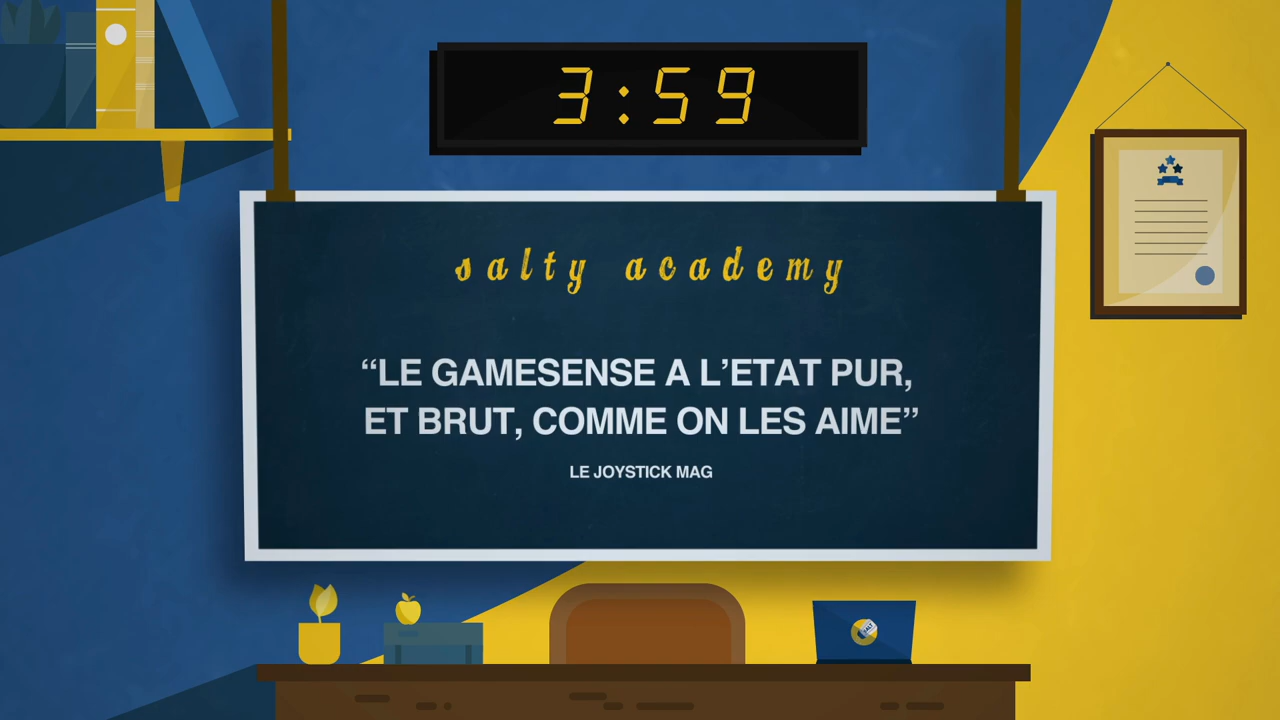 3:59
salty academy
“LE GAMESENSE A L’ETAT PUR,
ET BRUT, COMME ON LES AIME”
LE JOYSTICK MAG